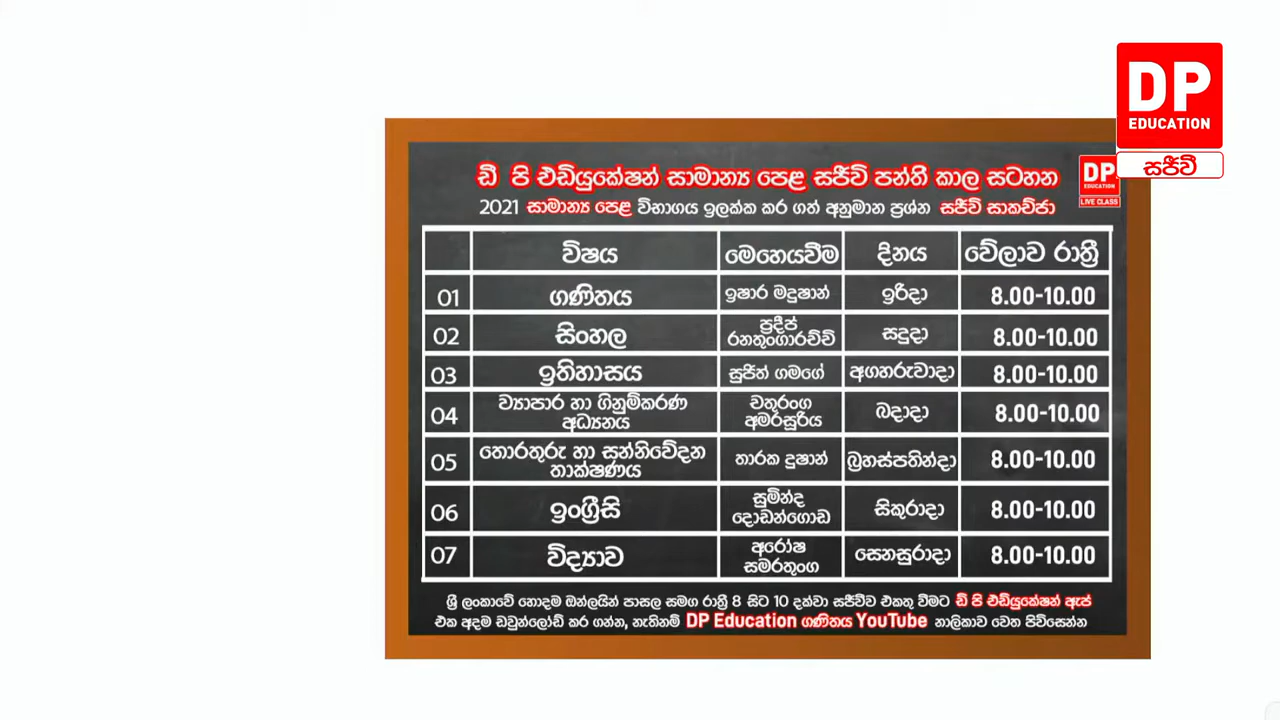 DP
EDUCATION
සජීවී
ඩී පි එඩියුකේෂන් සාමාන්‍ය පෙළ සජීවි පන්ති කාල සටහන
DP
EDUCATION
LIVE CLASS
2021 සාමාන්‍ය පෙළ විභාගය ඉලක්ක කර ගත් අනුමාන ප්‍රශ්න සජීවි සාකච්ඡා
විෂය මෙහෙයවීම දිනය වේලාව රාත්‍රී
01 ගණිතය ඉෂාර මදුෂාන් ඉරිදා 8.00-10.00
02 සිංහල ප්‍රදීප් රනතුංගාරච්චි සඳුදා 8.00-10.00
03 ඉතිහාසය සුජිත් ගමගේ අගහරුවාදා 8.00-10.00
04 ව්‍යාපාර හා ගිනුම්කරණ අධ්‍යනය චතුරංග අමරසූරිය බදාදා 8.00-10.00
05 තොරතුරු හා සන්නිවේදන තාක්ෂණය තාරක දුෂාන් බ්‍රහස්පතින්දා 8.00-10.00
06 ඉංග්‍රීසි සුමින්ද දොඩන්ගොඩ සිකුරාදා 8.00-10.00
07 විද්‍යාව අරෝෂ සමරතුංග සෙනසුරාදා 8.00-10.00
ශ්‍රී ලංකාවේ හොදම ඔන්ලයින් පාසල සමග රාත්‍රී 8 සිට 10 දක්වා සජීවීව එකතු වීමට ඩී පි එඩියුකේෂන් ඇප්
එක අදම ඩවුන්ලෝඩ් කර ගන්න, නැතිනම් DP Education ගණිතය YouTube නාලිකාව වෙත පිවිසෙන්න